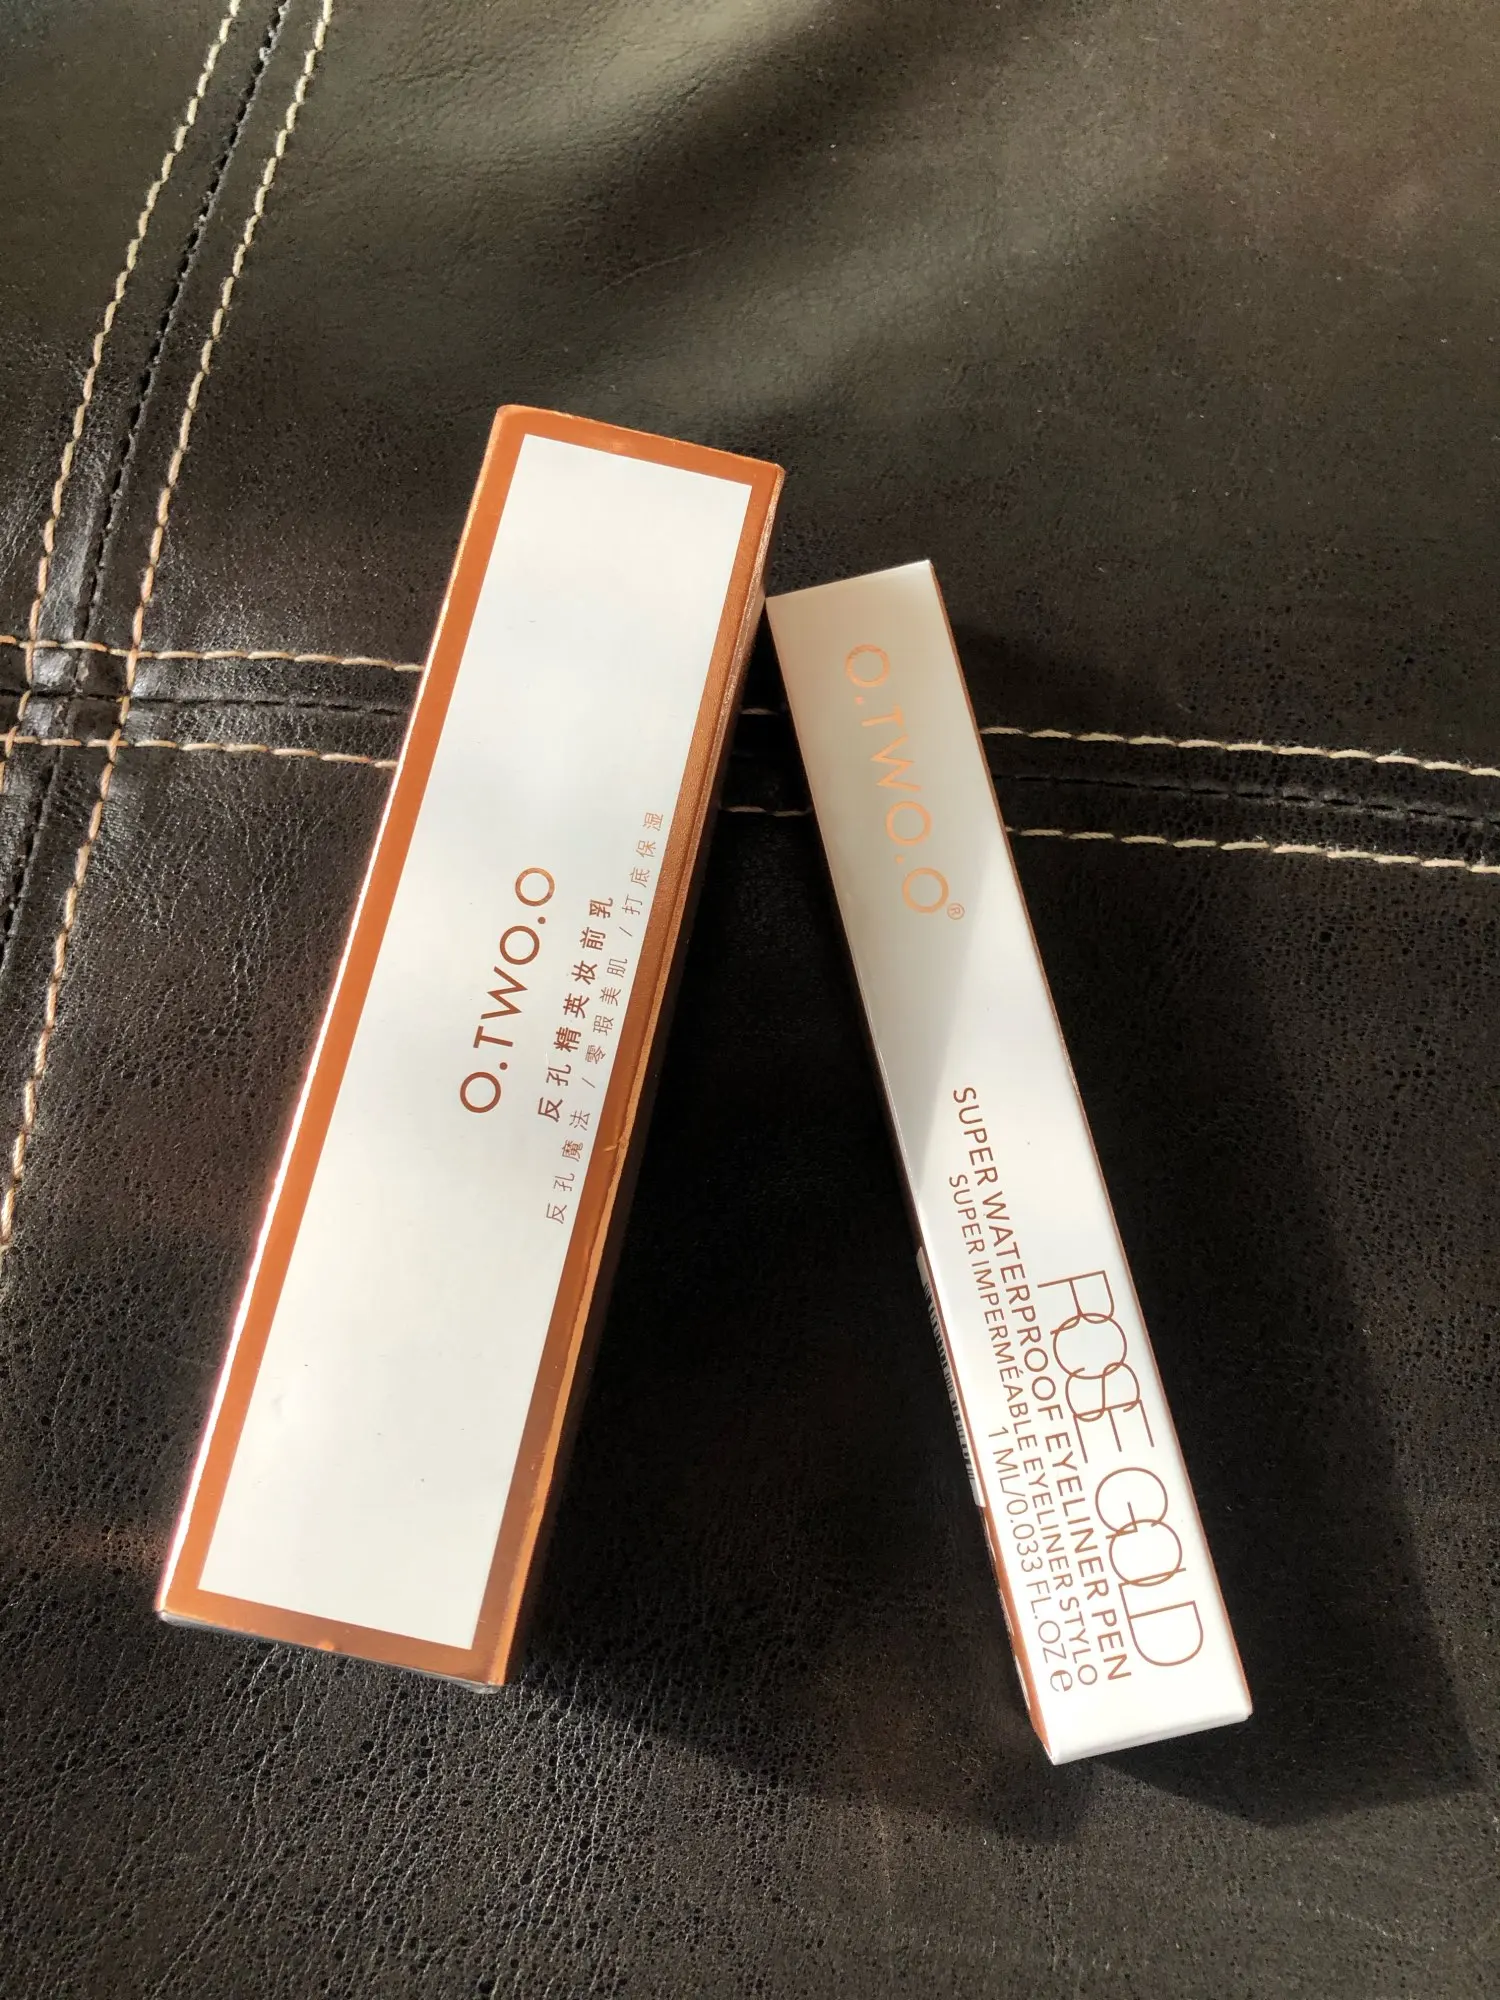 O.TWO.O
反孔精英妆前乳
反孔魔法 / 零瑕美肌 / 打底保湿
O.TWO.O®
ROSE GOLD
SUPER WATERPROOF EYELINER PEN
SUPER IMPERMÉABLE EYELINER STYLO
1 ML/0.033 FL.OZ e